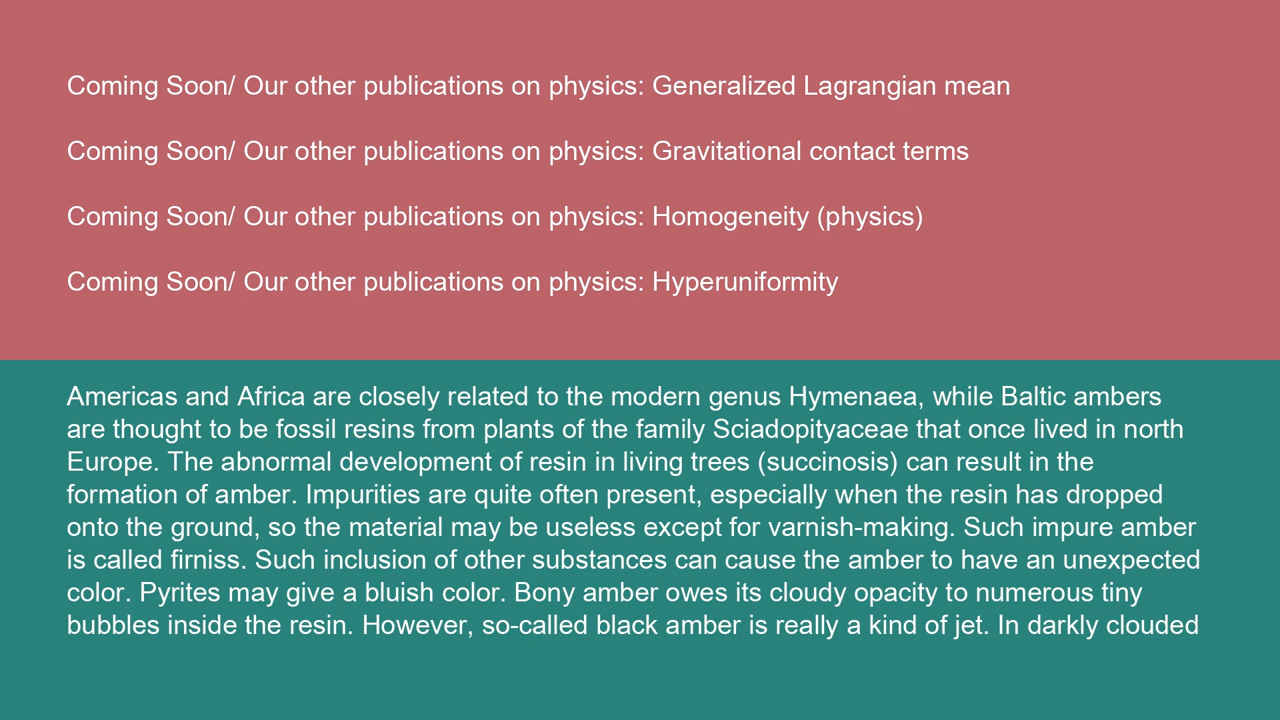 Coming Soon/ Our other publications on physics: Generalized Lagrangian mean
Coming Soon/ Our other publications on physics: Gravitational contact terms
Coming Soon/ Our other publications on physics: Homogeneity (physics)
Coming Soon/ Our other publications on physics: Hyperuniformity
Americas and Africa are closely related to the modern genus Hymenaea, while Baltic ambers
are thought to be fossil resins from plants of the family Sciadopityaceae that once lived in north
Europe. The abnormal development of resin in living trees (succinosis) can result in the
formation of amber. Impurities are quite often present, especially when the resin has dropped
onto the ground, so the material may be useless except for varnish-making. Such impure amber
is called firniss. Such inclusion of other substances can cause the amber to have an unexpected
color. Pyrites may give a bluish color. Bony amber owes its cloudy opacity to numerous tiny
bubbles inside the resin. However, so-called black amber is really a kind of jet. In darkly clouded